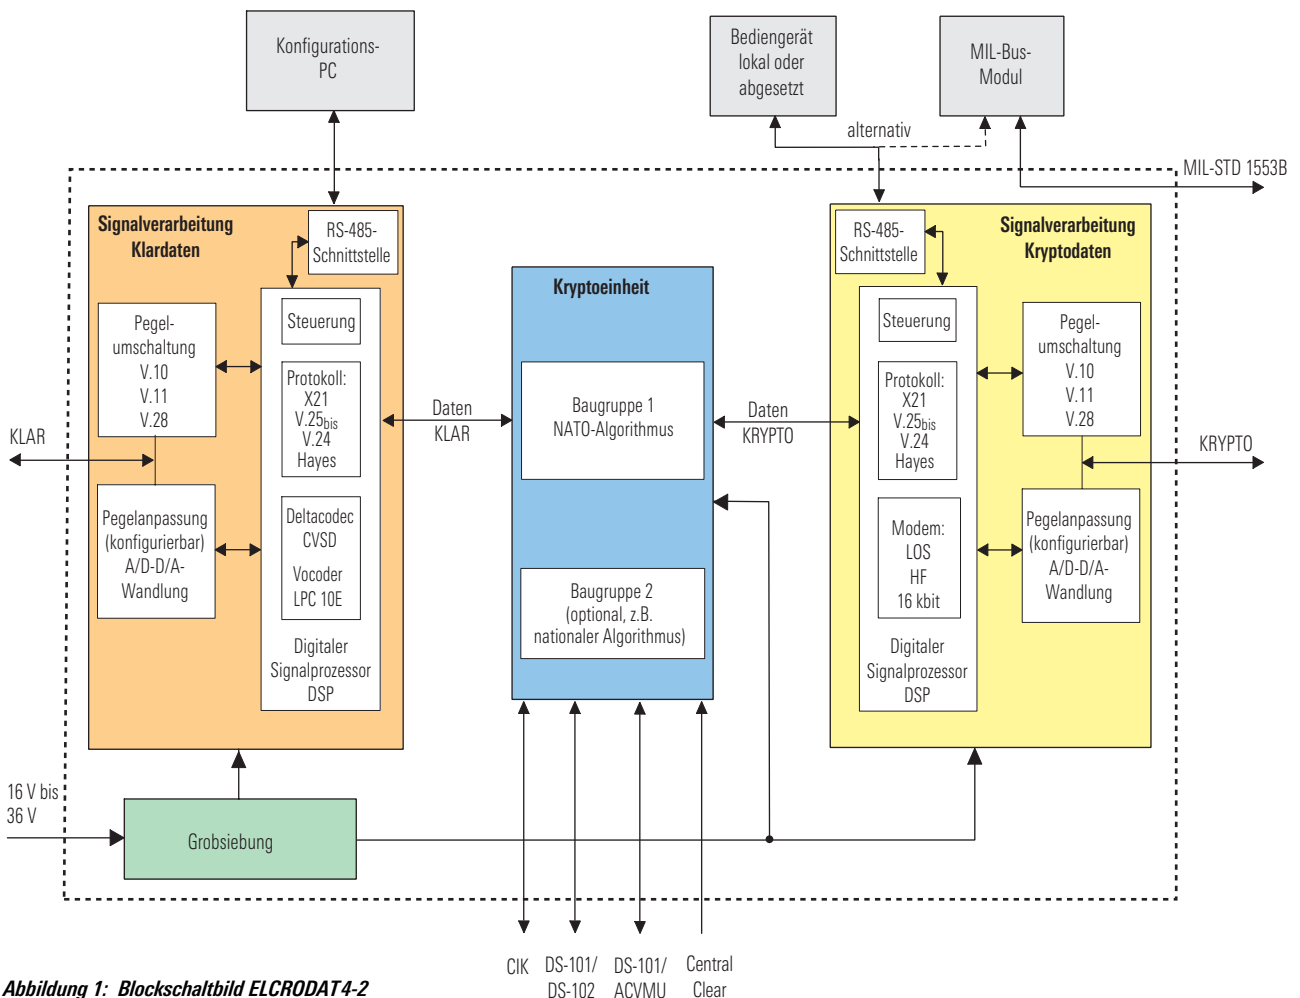 Konfigurations-
PC
Bediengerät
lokal oder
abgesetzt
MIL-Bus-
Modul
alternativ
MIL-STD 1553B
Signalverarbeitung
Klardaten
RS-485-
Schnittstelle
Steuerung
Pegel-
umschaltung
V.10
V.11
V.28
Protokoll:
X21
V.25bis
V.24
Hayes
KLAR
Pegelanpassung
(konfigurierbar)
A/D-D/A-
Wandlung
Deltacodec
CVSD
Vocoder
LPC 10E
Digitaler
Signalprozessor
DSP
Daten
KLAR
Kryptoeinheit
Baugruppe 1
NATO-Algorithmus
Baugruppe 2
(optional, z.B.
nationaler Algorithmus)
Daten
KRYPTO
RS-485-
Schnittstelle
Signalverarbeitung
Kryptodaten
Steuerung
Protokoll:
X21
V.25bis
V.24
Hayes
Modem:
LOS
HF
16 kbit
Digitaler
Signalprozessor
DSP
Pegel-
umschaltung
V.10
V.11
V.28
KRYPTO
Pegelanpassung
(konfigurierbar)
A/D-D/A-
Wandlung
16 V bis
36 V
Grobsiebung
CIK
DS-101/
DS-102
DS-101/
ACVMU
Central
Clear
Abbildung 1: Blockschaltbild ELCRODAT 4-2